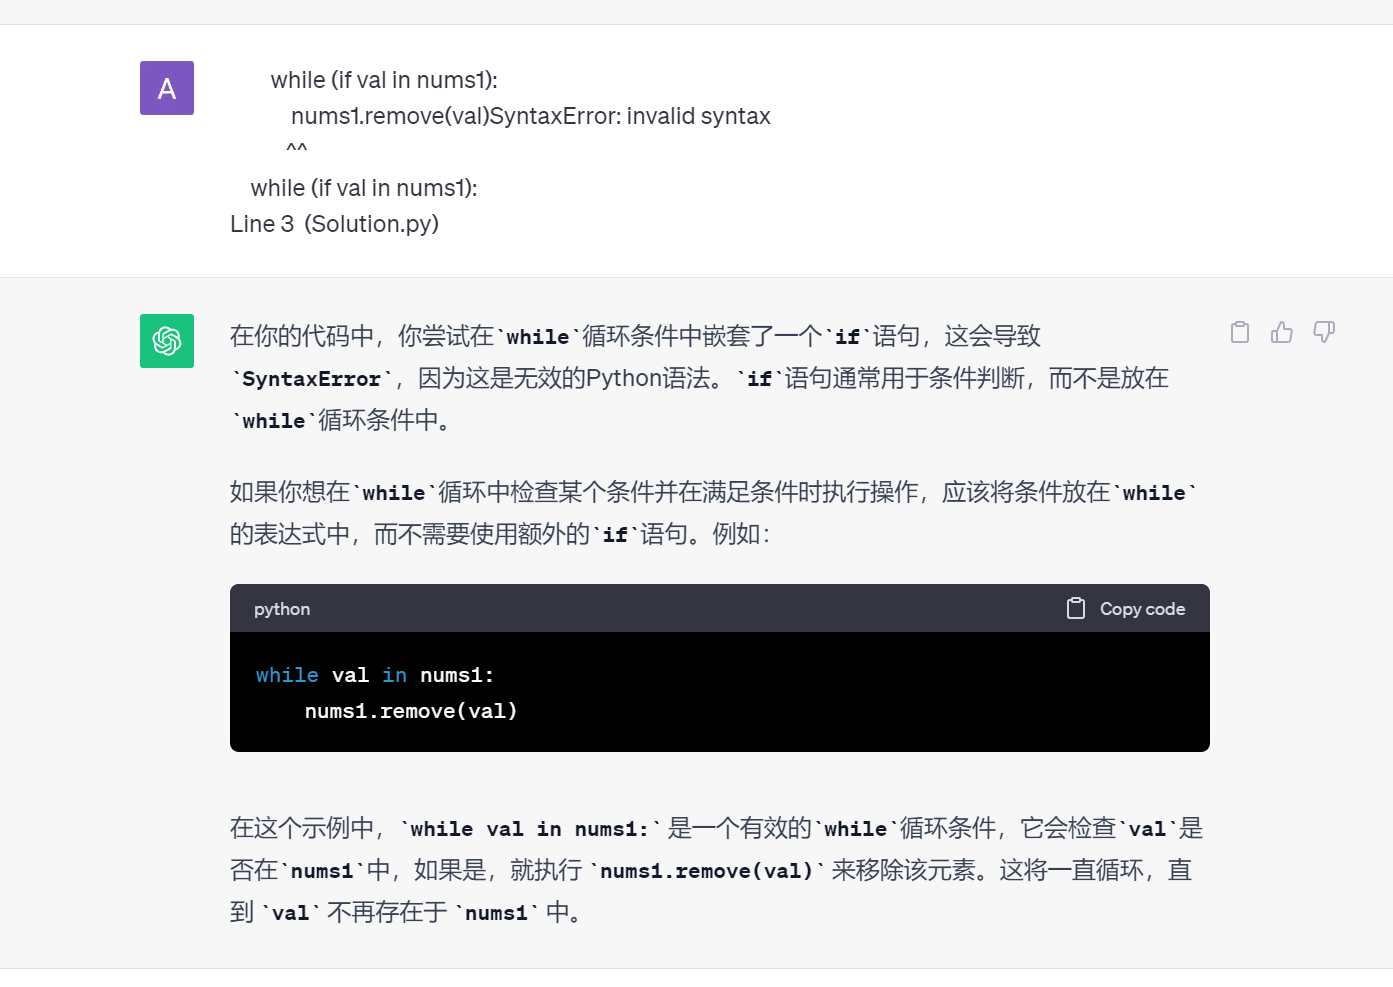 A
while (if val in nums1):
nums1.remove(val)SyntaxError: invalid syntax
^^
while (if val in nums1):
Line 3 (Solution.py)
在你的代码中，你尝试在`while`循环条件中嵌套了一个`if`语句，这会导致
`SyntaxError`，因为这是无效的Python语法。`if`语句通常用于条件判断，而不是放在
`while`循环条件中。
如果你想在`while`循环中检查某个条件并在满足条件时执行操作，应该将条件放在`while`
的表达式中，而不需要使用额外的`if`语句。例如：
python
Copy code
while val in nums1:
nums1.remove(val)
在这个示例中，`while val in nums1:` 是一个有效的`while`循环条件，它会检查`val`是
否在`nums1`中，如果是，就执行 `nums1.remove(val)` 来移除该元素。这将一直循环，直
到 `val` 不再存在于 `nums1` 中。